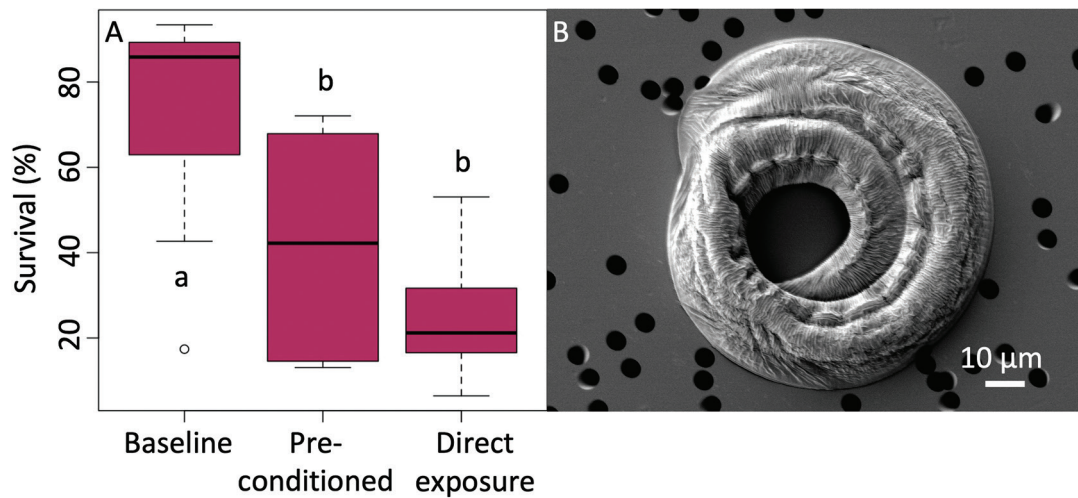 A
B
Survival (%)
80
60
40
20
a
b
b
Baseline
Pre-
conditioned
Direct
exposure
10 µm